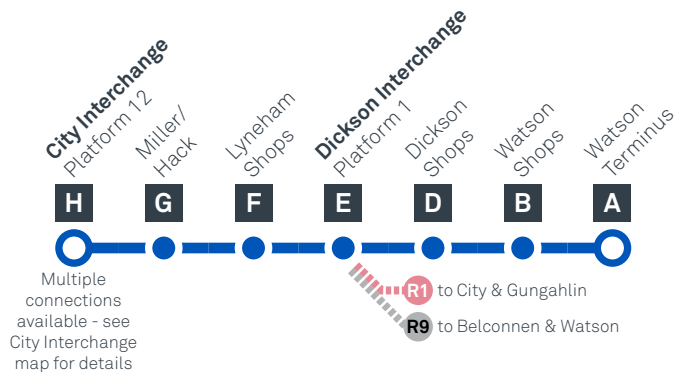 City Interchange
Platform 12
Miller/
Hack
Lyneham
Shops
Dickson Interchange
Platform 1
Dickson
Shops
Watson
Shops
Watson
Terminus
H
G
F
E
D
B
A
Multiple
connections
available - see
City Interchange
map for details
R1 to City & Gungahlin
R9 to Belconnen & Watson